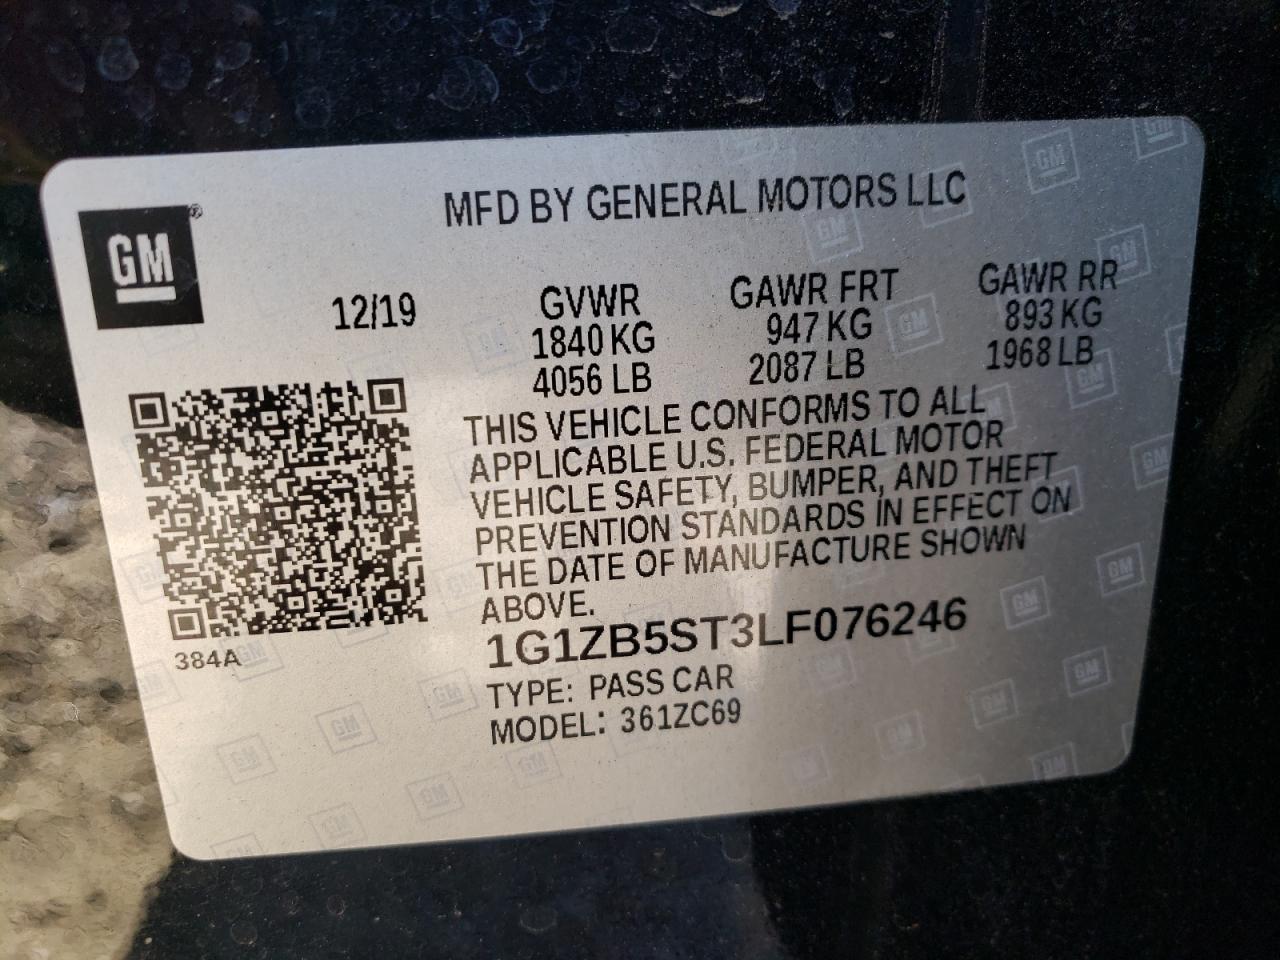 GM®
MFD BY GENERAL MOTORS LLC
12/19
GVWR
1840 KG
4056 LB
GAWR FRT
947 KG
2087 LB
GAWR RR
893 KG
1968 LB
THIS VEHICLE CONFORMS TO ALL
APPLICABLE U.S. FEDERAL MOTOR
VEHICLE SAFETY, BUMPER, AND THEFT
PREVENTION STANDARDS IN EFFECT ON
THE DATE OF MANUFACTURE SHOWN
ABOVE.
384A
1G1ZB5ST3LF076246
TYPE: PASS CAR
MODEL: 361ZC69